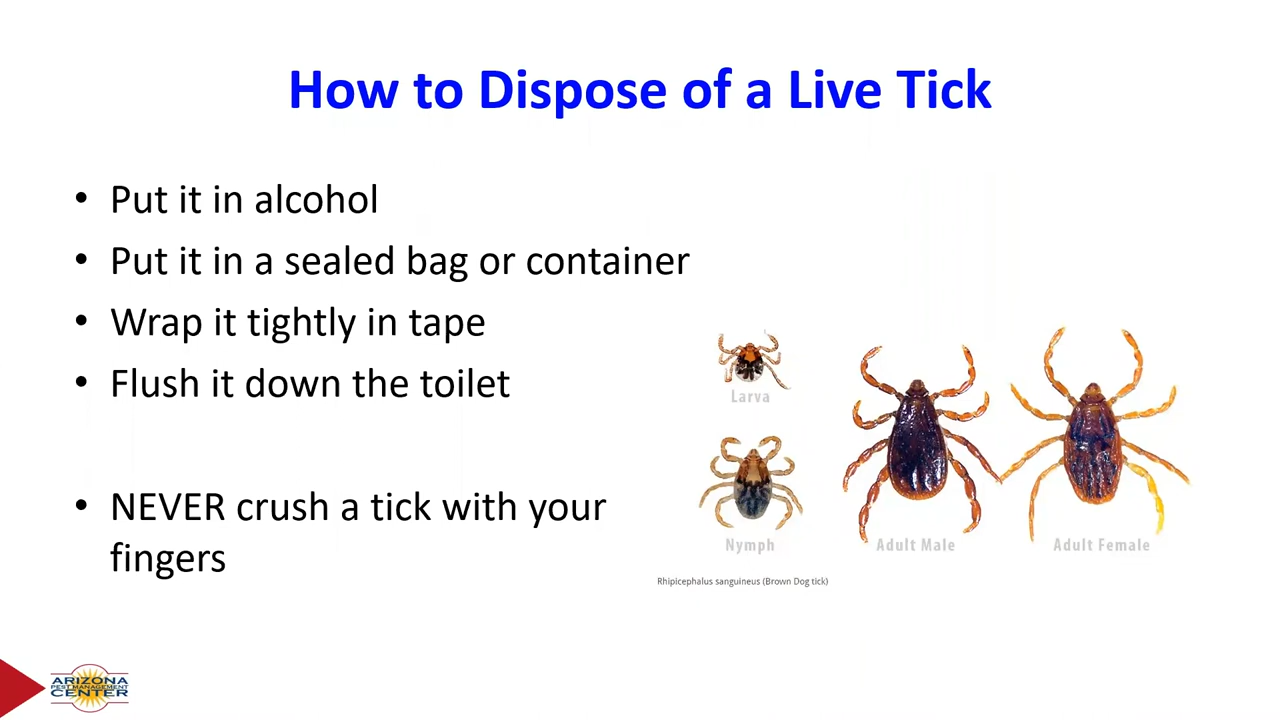 How to Dispose of a Live Tick
• Put it in alcohol
• Put it in a sealed bag or container
• Wrap it tightly in tape
• Flush it down the toilet
• NEVER crush a tick with your
fingers
Larva
Nymph
Adult Male
Adult Female
Rhipicephalus sanguineus (Brown Dog tick)
ARIZONA
PEST MANAGEMENT
CENTER